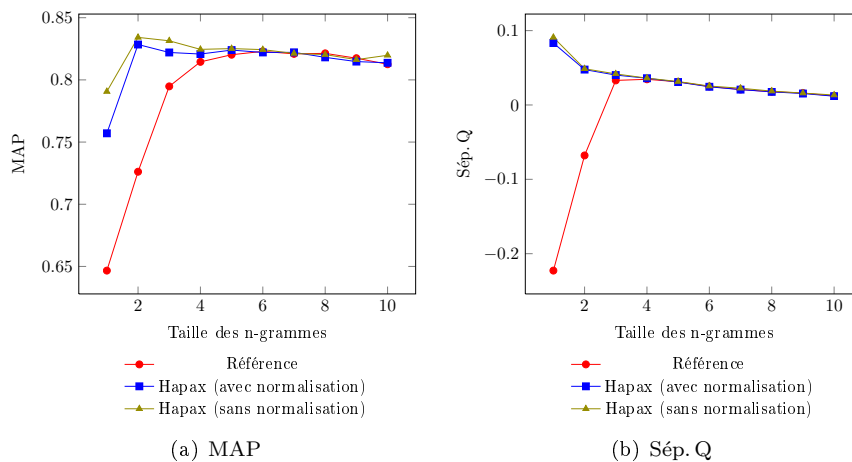 0.85
0.8
0.75
0.7
0.65
MAP
2 4 6 8 10
Taille des n-grammes
Référence
Hapax (avec normalisation)
Hapax (sans normalisation)
(a) MAP
0.1
0
−0.1
−0.2
Sép. Q
2 4 6 8 10
Taille des n-grammes
Référence
Hapax (avec normalisation)
Hapax (sans normalisation)
(b) Sép. Q